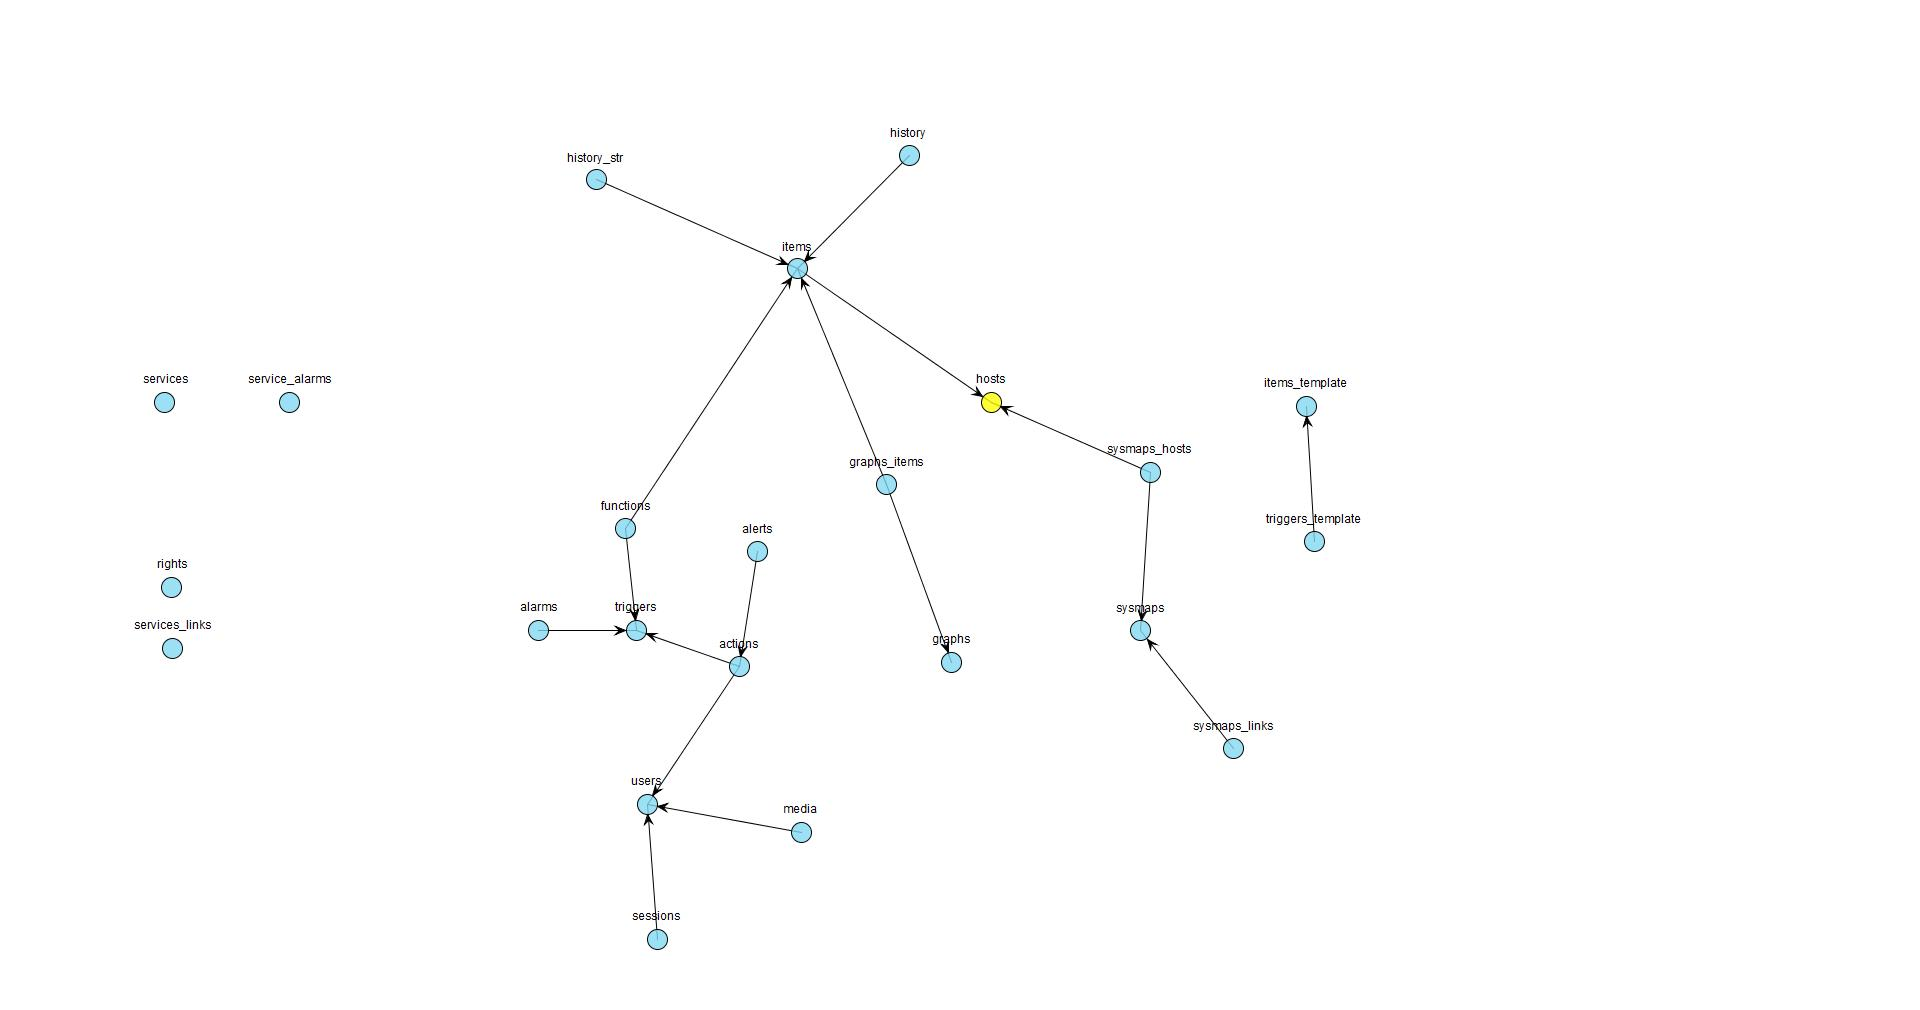 history
history_str
items
services
service_alarms
hosts
items_template
sysmaps_hosts
graphs_items
functions
triggers_template
alerts
rights
alarms
triggers
sysmaps
services_links
graphs
actions
sysmaps_links
users
media
sessions